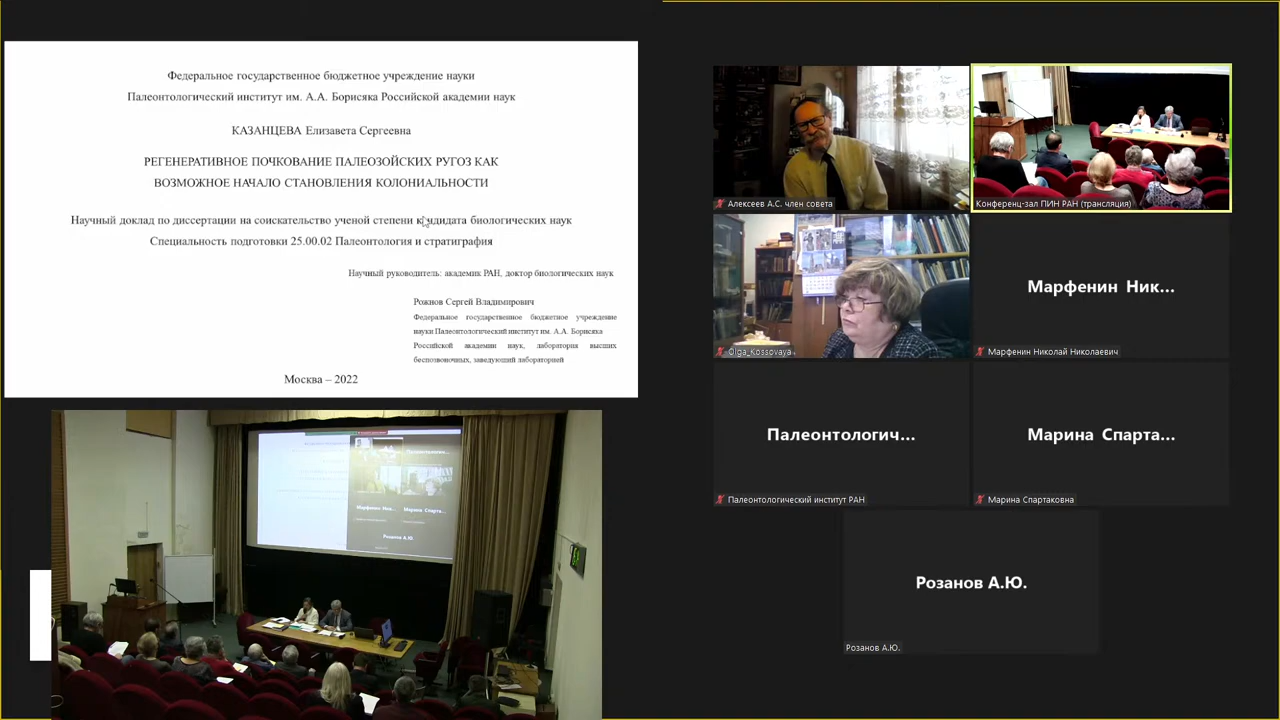 Федеральное государственное бюджетное учреждение науки
Палеонтологический институт им. А.А. Борисяка Российской академии наук
КАЗАНЦЕВА Елизавета Сергеевна
РЕГЕНЕРАТИВНОЕ ПОЧКОВАНИЕ ПАЛЕОЗОЙСКИХ РУГОЗ КАК
ВОЗМОЖНОЕ НАЧАЛО СТАНОВЛЕНИЯ КОЛОНИАЛЬНОСТИ
Научный доклад по диссертации на соискательство ученой степени кандидата биологических наук
Специальность подготовки 25.00.02 Палеонтология и стратиграфия
Научный руководитель: академик РАН, доктор биологических наук
Рожнов Сергей Владимирович
Федеральное государственное бюджетное учреждение
науки Палеонтологический институт им. А.А. Борисяка
Российской академии наук, лаборатория высших
беспозвоночных, заведующий лабораторией
Москва – 2022
Алексеев А.С. член совета
Конференц-зал ПИН РАН (трансляция)
Olga_Kossovaya
Марфенин Ник...
Марфенин Николай Николаевич
Палеонтологич...
Палеонтологический институт РАН
Марина Спарта...
Марина Спартаковна
Розанов А.Ю.
Розанов А.Ю.
Марфенин Ник...
Марина Спарта...
Розанов А.Ю.